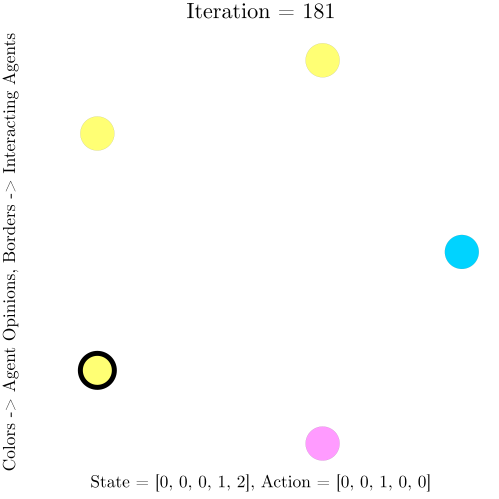 Iteration = 181
Colors -> Agent Opinions, Borders -> Interacting Agents
State = [0, 0, 0, 1, 2], Action = [0, 0, 1, 0, 0]